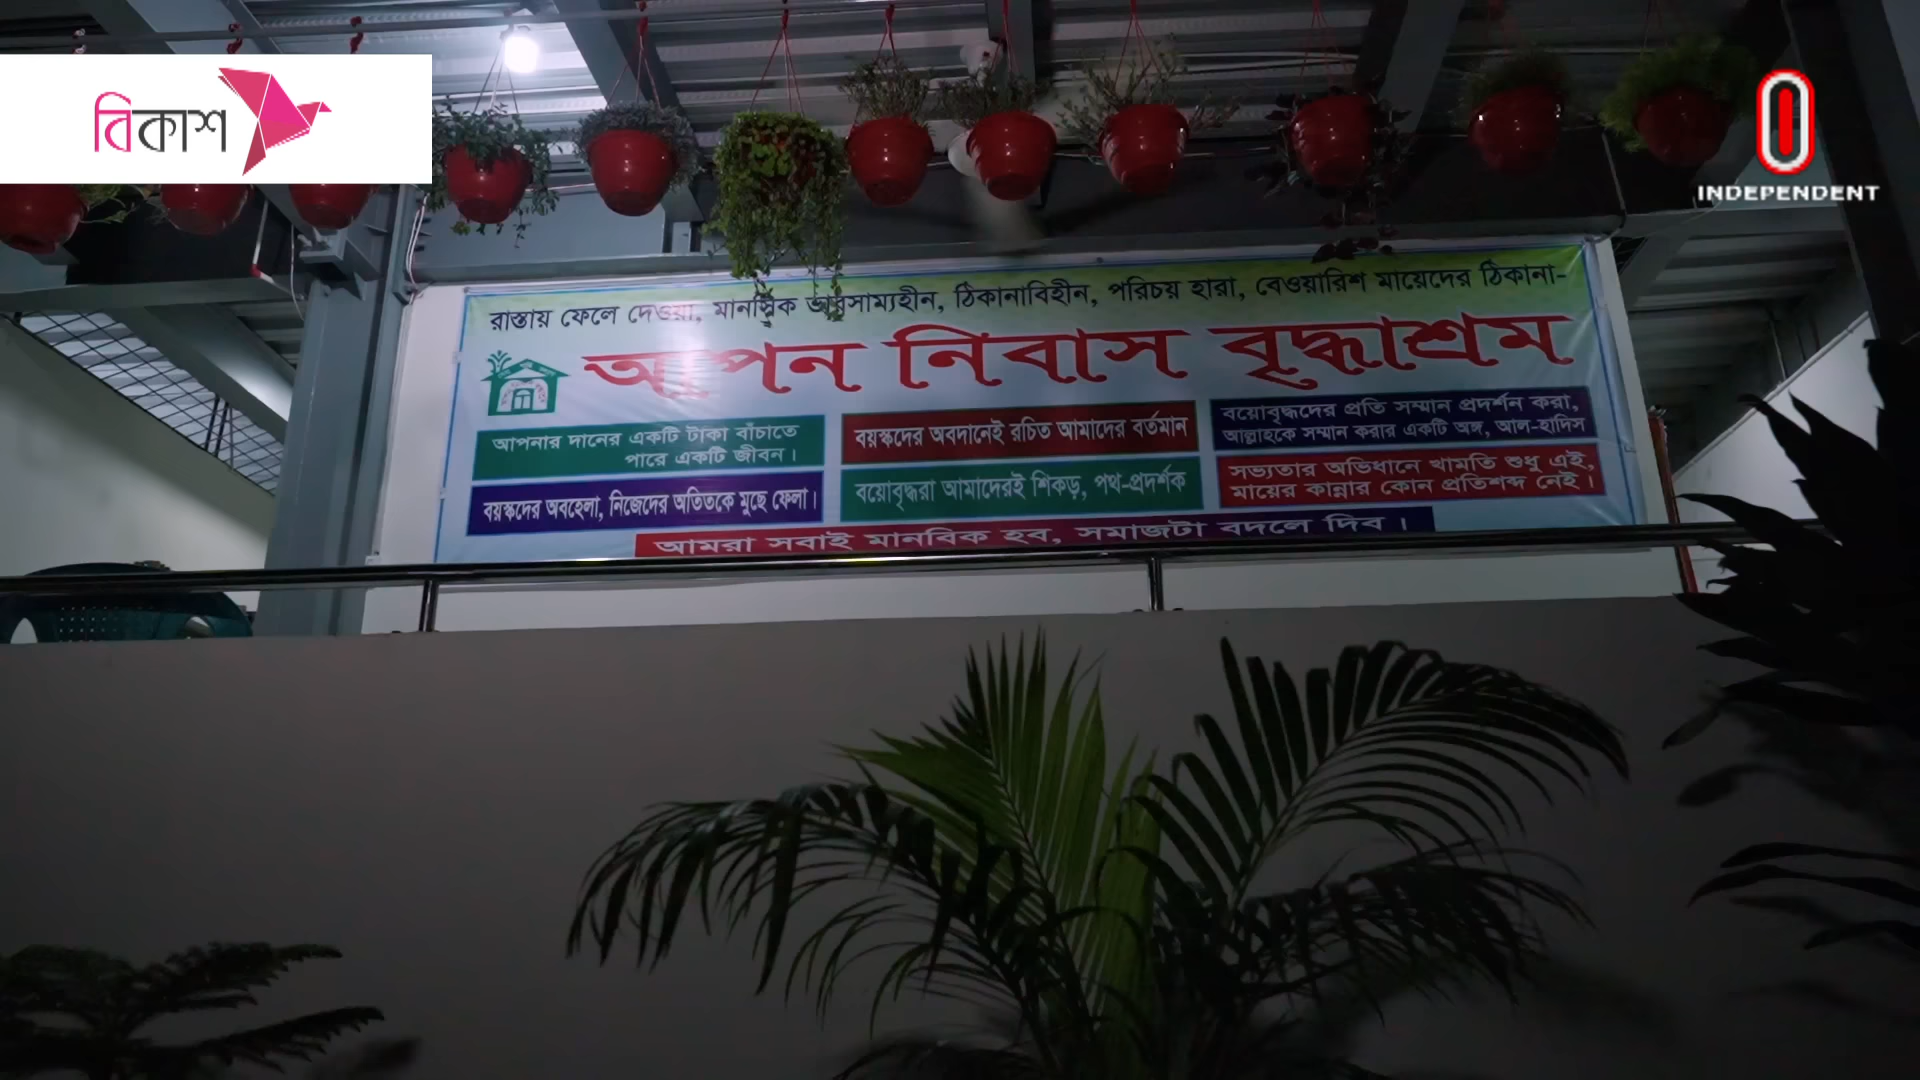 বিকাশ
INDEPENDENT
রাস্তায় ফেলে দেওয়া, মানসিক ভারসাম্যহীন, ঠিকানাবিহীন, পরিচয় হারা, বেওয়ারিশ মায়েদের ঠিকানা-
আপন নিবাস বৃদ্ধাশ্রম
আপনার দানের একটি টাকা বাঁচাতে
পারে একটি জীবন।
বয়স্কদের অবদানেই রচিত আমাদের বর্তমান
বয়োবৃদ্ধদের প্রতি সম্মান প্রদর্শন করা,
আল্লাহকে সম্মান করার একটি অঙ্গ, আল-হাদিস
বয়স্কদের অবহেলা, নিজেদের অতিতকে মুছে ফেলা।
বয়োবৃদ্ধরা আমাদেরই শিকড়, পথ-প্রদর্শক
সভ্যতার অভিধানে খামতি শুধু এই,
মায়ের কান্নার কোন প্রতিশব্দ নেই।
আমরা সবাই মানবিক হব, সমাজটা বদলে দিব।